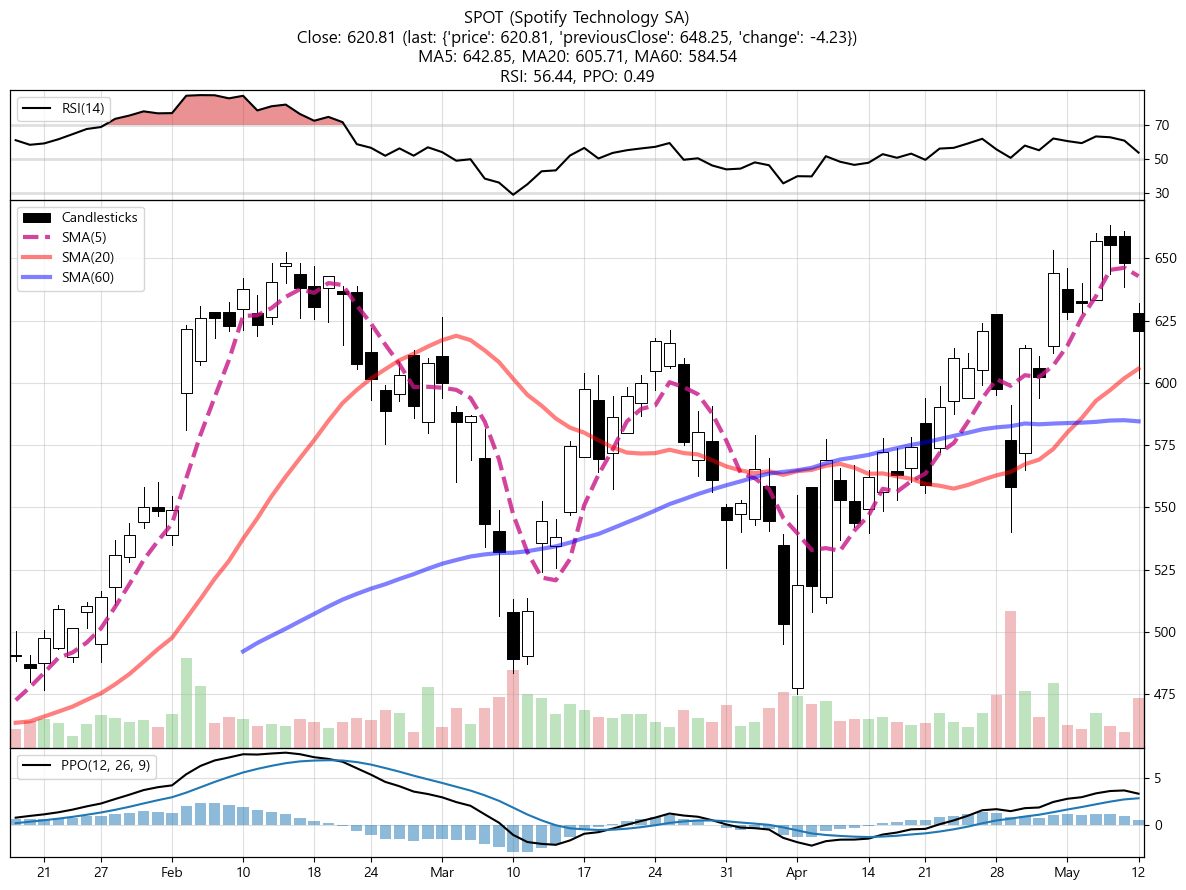 SPOT (Spotify Technology SA)
Close: 620.81 (last: {'price': 620.81, 'previousClose': 648.25, 'change': -4.23})
MA5: 642.85, MA20: 605.71, MA60: 584.54
RSI: 56.44, PPO: 0.49
RSI(14)
70
50
30
Candlesticks
SMA(5)
SMA(20)
SMA(60)
650
625
600
575
550
525
500
475
PPO(12, 26, 9)
5
0
21 27 Feb 10 18 24 Mar 10 17 24 31 Apr 14 21 28 May 12